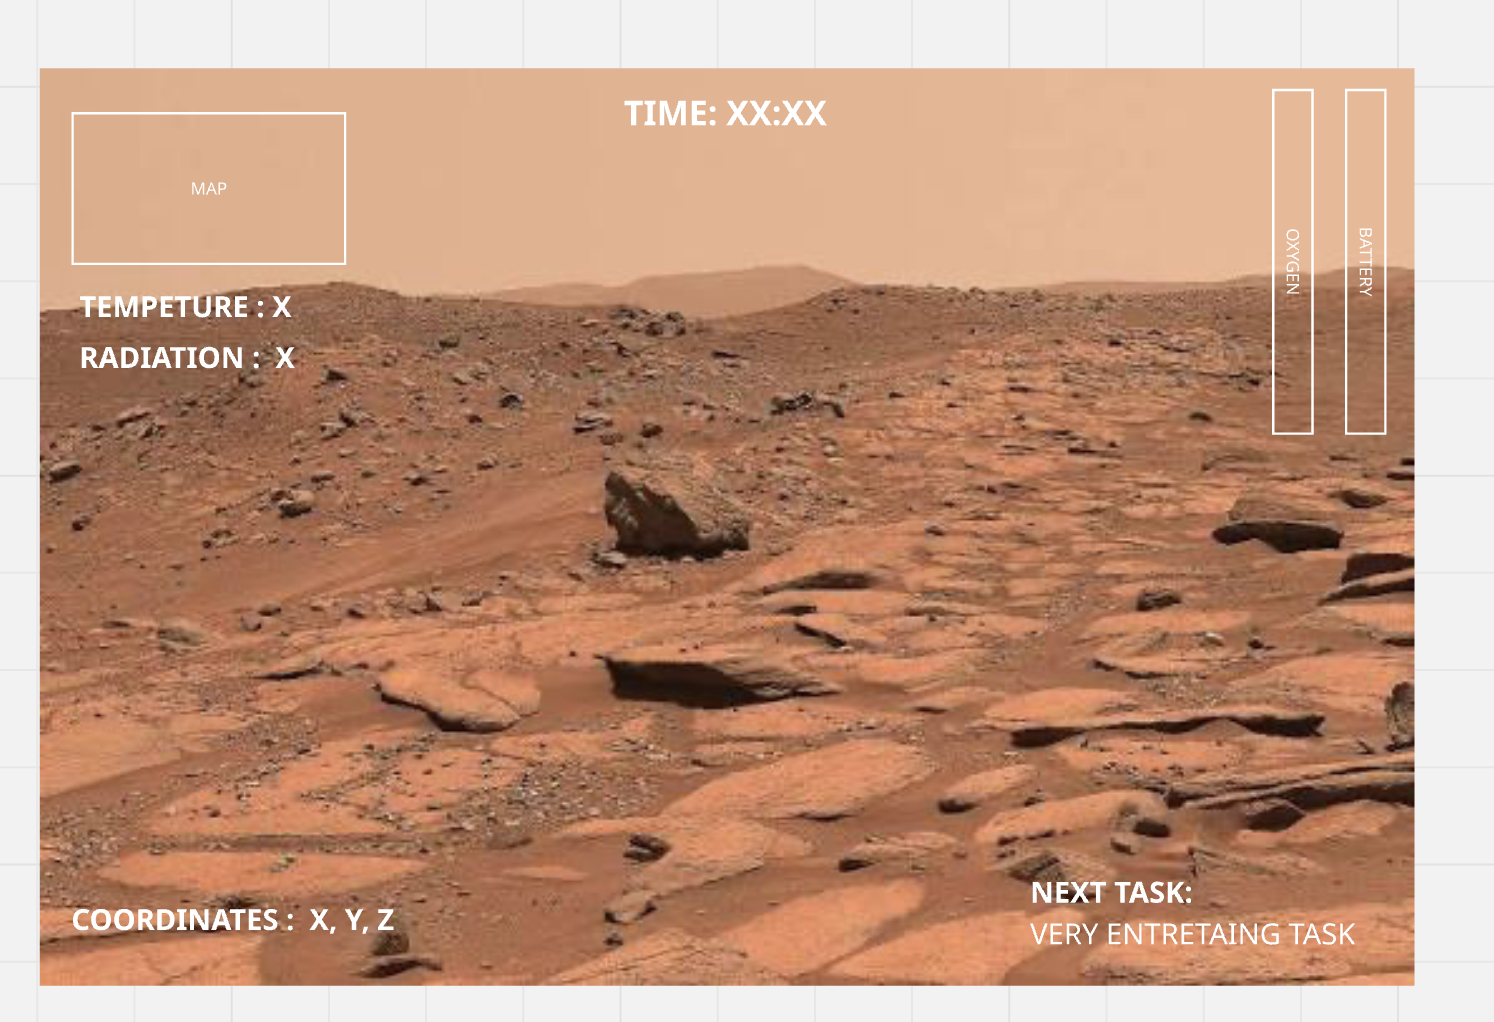 TIME: XX:XX
MAP
OXYGEN
BATTERY
TEMPETURE : X
RADIATION :  X
COORDINATES :  X, Y, Z
NEXT TASK:
VERY ENTRETAING TASK